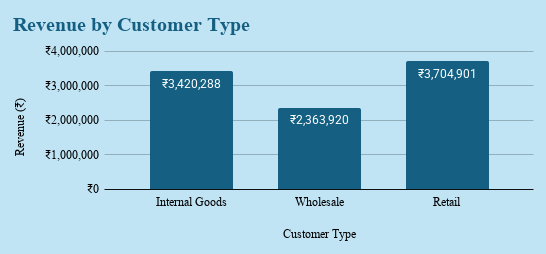 Revenue by Customer Type
₹4,000,000
₹3,000,000
₹2,000,000
₹1,000,000
₹0
Revenue (₹)
₹3,420,288
₹2,363,920
₹3,704,901
Internal Goods
Wholesale
Retail
Customer Type